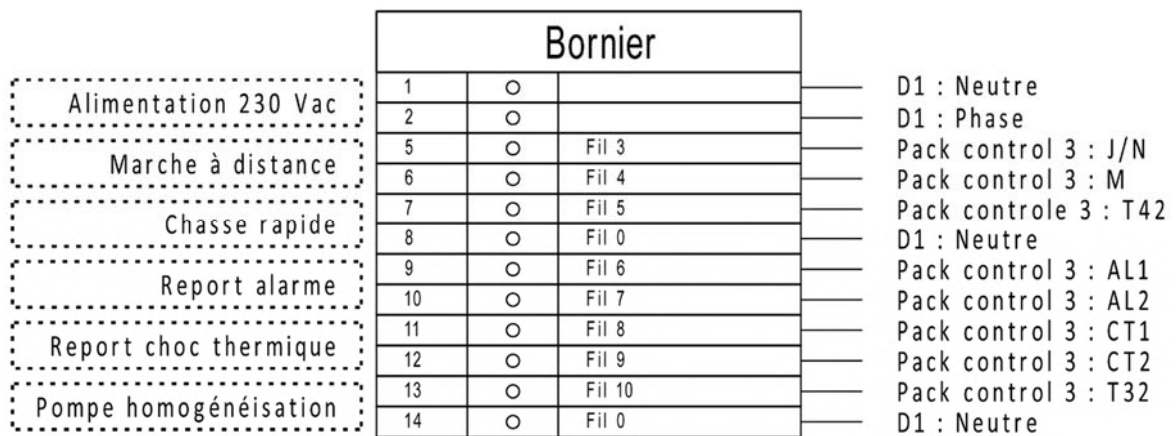 Bornier
Alimentation 230 Vac
1 D1 : Neutre
2 D1 : Phase
Marche à distance
5 Fil 3 Pack control 3 : J/N
6 Fil 4 Pack control 3 : M
Chasse rapide
7 Fil 5 Pack controle 3 : T42
8 Fil 0 D1 : Neutre
Report alarme
9 Fil 6 Pack control 3 : AL1
10 Fil 7 Pack control 3 : AL2
Report choc thermique
11 Fil 8 Pack control 3 : CT1
12 Fil 9 Pack control 3 : CT2
Pompe homogénéisation
13 Fil 10 Pack control 3 : T32
14 Fil 0 D1 : Neutre